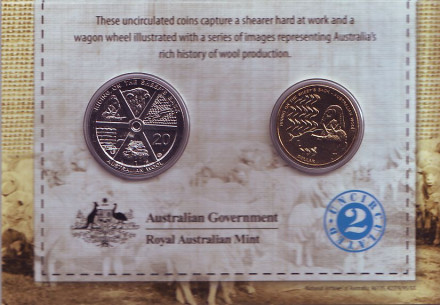 These uncirculated coins capture a shearer hard at work and a
wagon wheel illustrated with a series of images representing Australia's
rich history of wool production.
RIDING ON THE SHEEP'S BACK
20
AUSTRALIAN WOOL
Australian Government
Royal Australian Mint
UNCIRCULATED
2